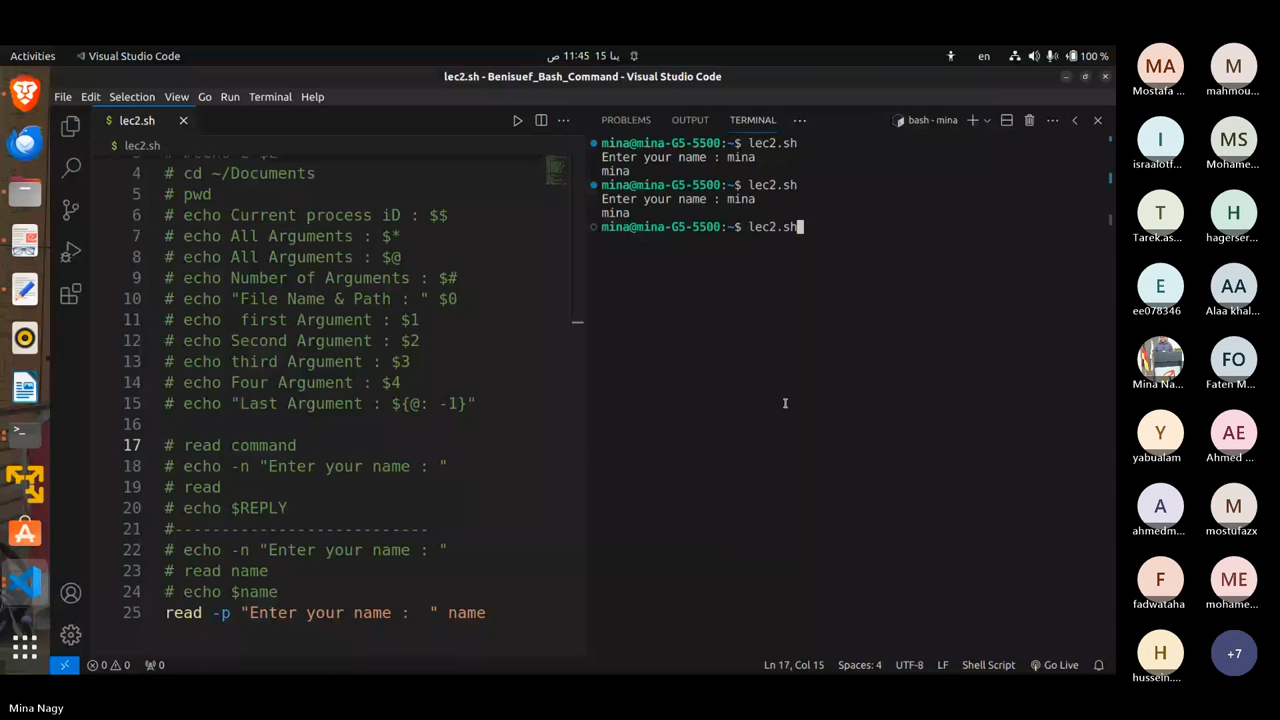 Activities
Visual Studio Code
ص 11:45 ينا 15
en
100 %
lec2.sh - Benisuef_Bash_Command - Visual Studio Code
File Edit Selection View Go Run Terminal Help
lec2.sh
lec2.sh
4 # cd ~/Documents
5 # pwd
6 # echo Current process iD : $$
7 # echo All Arguments : $*
8 # echo All Arguments : $@
9 # echo Number of Arguments : $#
10 # echo "File Name & Path : " $0
11 # echo  first Argument : $1
12 # echo Second Argument : $2
13 # echo third Argument : $3
14 # echo Four Argument : $4
15 # echo "Last Argument : ${@: -1}"
16
17 # read command
18 # echo -n "Enter your name : "
19 # read
20 # echo $REPLY
21 #---------------------------
22 # echo -n "Enter your name : "
23 # read name
24 # echo $name
25 read -p "Enter your name :  " name
PROBLEMS OUTPUT TERMINAL
bash - mina
mina@mina-G5-5500:~$ lec2.sh
Enter your name : mina
mina
mina@mina-G5-5500:~$ lec2.sh
Enter your name : mina
mina
mina@mina-G5-5500:~$ lec2.sh
0 0 0
Ln 17, Col 15 Spaces: 4 UTF-8 LF Shell Script Go Live
MA M
Mostafa ... mahmou...
I MS
israalotf... Mohame...
T H
Tarek.as... hagerser...
E AA
ee078346 Alaa khal...
FO
Mina Na... Faten M...
Y AE
yabualam Ahmed ...
A M
ahmedm... mostufazx
F ME
fadwataha mohame...
H +7
hussein....
Mina Nagy